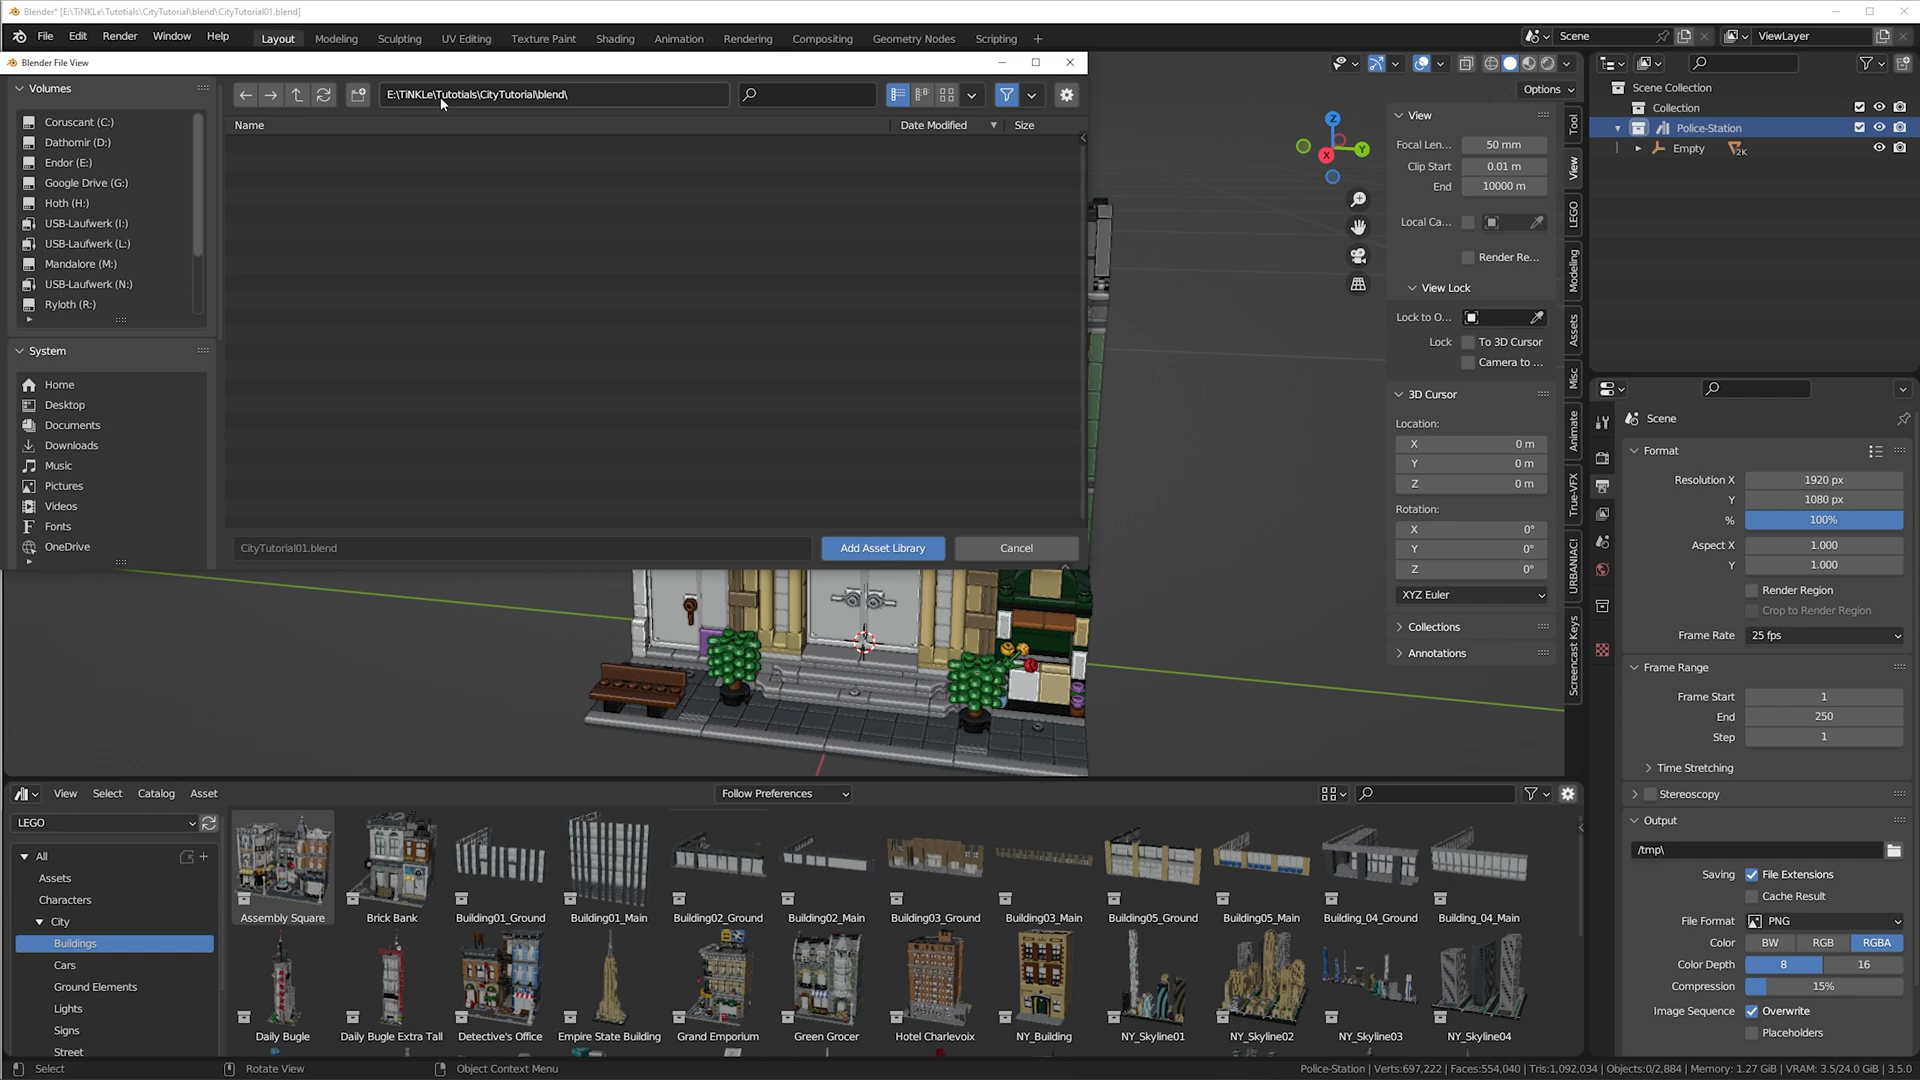 Blender* [E:\TiNKLe\Tutotials\CityTutorial\blend\CityTutorial01.blend]
File Edit Render Window Help Layout Modeling Sculpting UV Editing Texture Paint Shading Animation Rendering Compositing Geometry Nodes Scripting + Scene ViewLayer
Blender File View
Volumes
Coruscant (C:)
Dathomir (D:)
Endor (E:)
Google Drive (G:)
Hoth (H:)
USB-Laufwerk (I:)
USB-Laufwerk (L:)
Mandalore (M:)
USB-Laufwerk (N:)
Ryloth (R:)
System
Home
Desktop
Documents
Downloads
Music
Pictures
Videos
Fonts
OneDrive
E:\TiNKLe\Tutotials\CityTutorial\blend\
Name Date Modified Size
CityTutorial01.blend Add Asset Library Cancel
Options
Z
Y
X
View
Focal Len... 50 mm
Clip Start 0.01 m
End 10000 m
Local Ca...
Render Re...
View Lock
Lock to O...
Lock To 3D Cursor
Camera to ...
3D Cursor
Location:
X 0 m
Y 0 m
Z 0 m
Rotation:
X 0°
Y 0°
Z 0°
XYZ Euler
Collections
Annotations
Tool
View
LEGO
Modeling
Assets
Misc
Animate
True-VFX
URBANIAC!
Screencast Keys
Scene Collection
Collection
Police-Station
Empty 2K
Scene
Format
Resolution X 1920 px
Y 1080 px
% 100%
Aspect X 1.000
Y 1.000
Render Region
Crop to Render Region
Frame Rate 25 fps
Frame Range
Frame Start 1
End 250
Step 1
Time Stretching
Stereoscopy
Output
/tmp\
Saving File Extensions
Cache Result
File Format PNG
Color BW RGB RGBA
Color Depth 8 16
Compression 15%
Image Sequence Overwrite
Placeholders
View Select Catalog Asset Follow Preferences
LEGO
All
Assets
Characters
City
Buildings
Cars
Ground Elements
Lights
Signs
Street
Assembly Square Brick Bank Building01_Ground Building01_Main Building02_Ground Building02_Main Building03_Ground Building03_Main Building05_Ground Building05_Main Building_04_Ground Building_04_Main
Daily Bugle Daily Bugle Extra Tall Detective's Office Empire State Building Grand Emporium Green Grocer Hotel Charlevoix NY_Building NY_Skyline01 NY_Skyline02 NY_Skyline03 NY_Skyline04
Select Rotate View Object Context Menu Police-Station | Verts:697,222 | Faces:554,040 | Tris:1,092,034 | Objects:0/2,884 | Memory: 1.27 GiB | VRAM: 3.5/24.0 GiB | 3.5.0